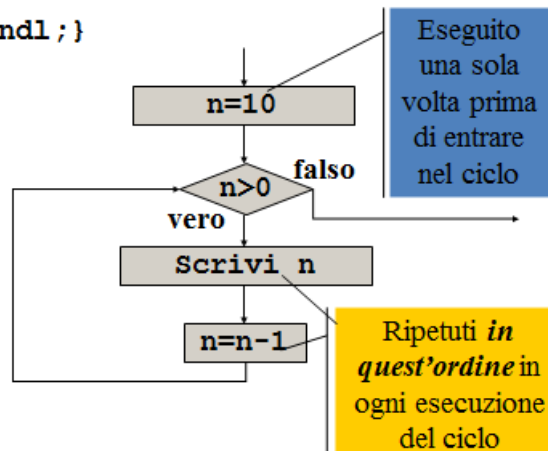 ndl;}
Eseguito
una sola
volta prima
di entrare
nel ciclo
n=10
n>0
falso
vero
Scrivi n
n=n-1
Ripetuti in
quest'ordine in
ogni esecuzione
del ciclo